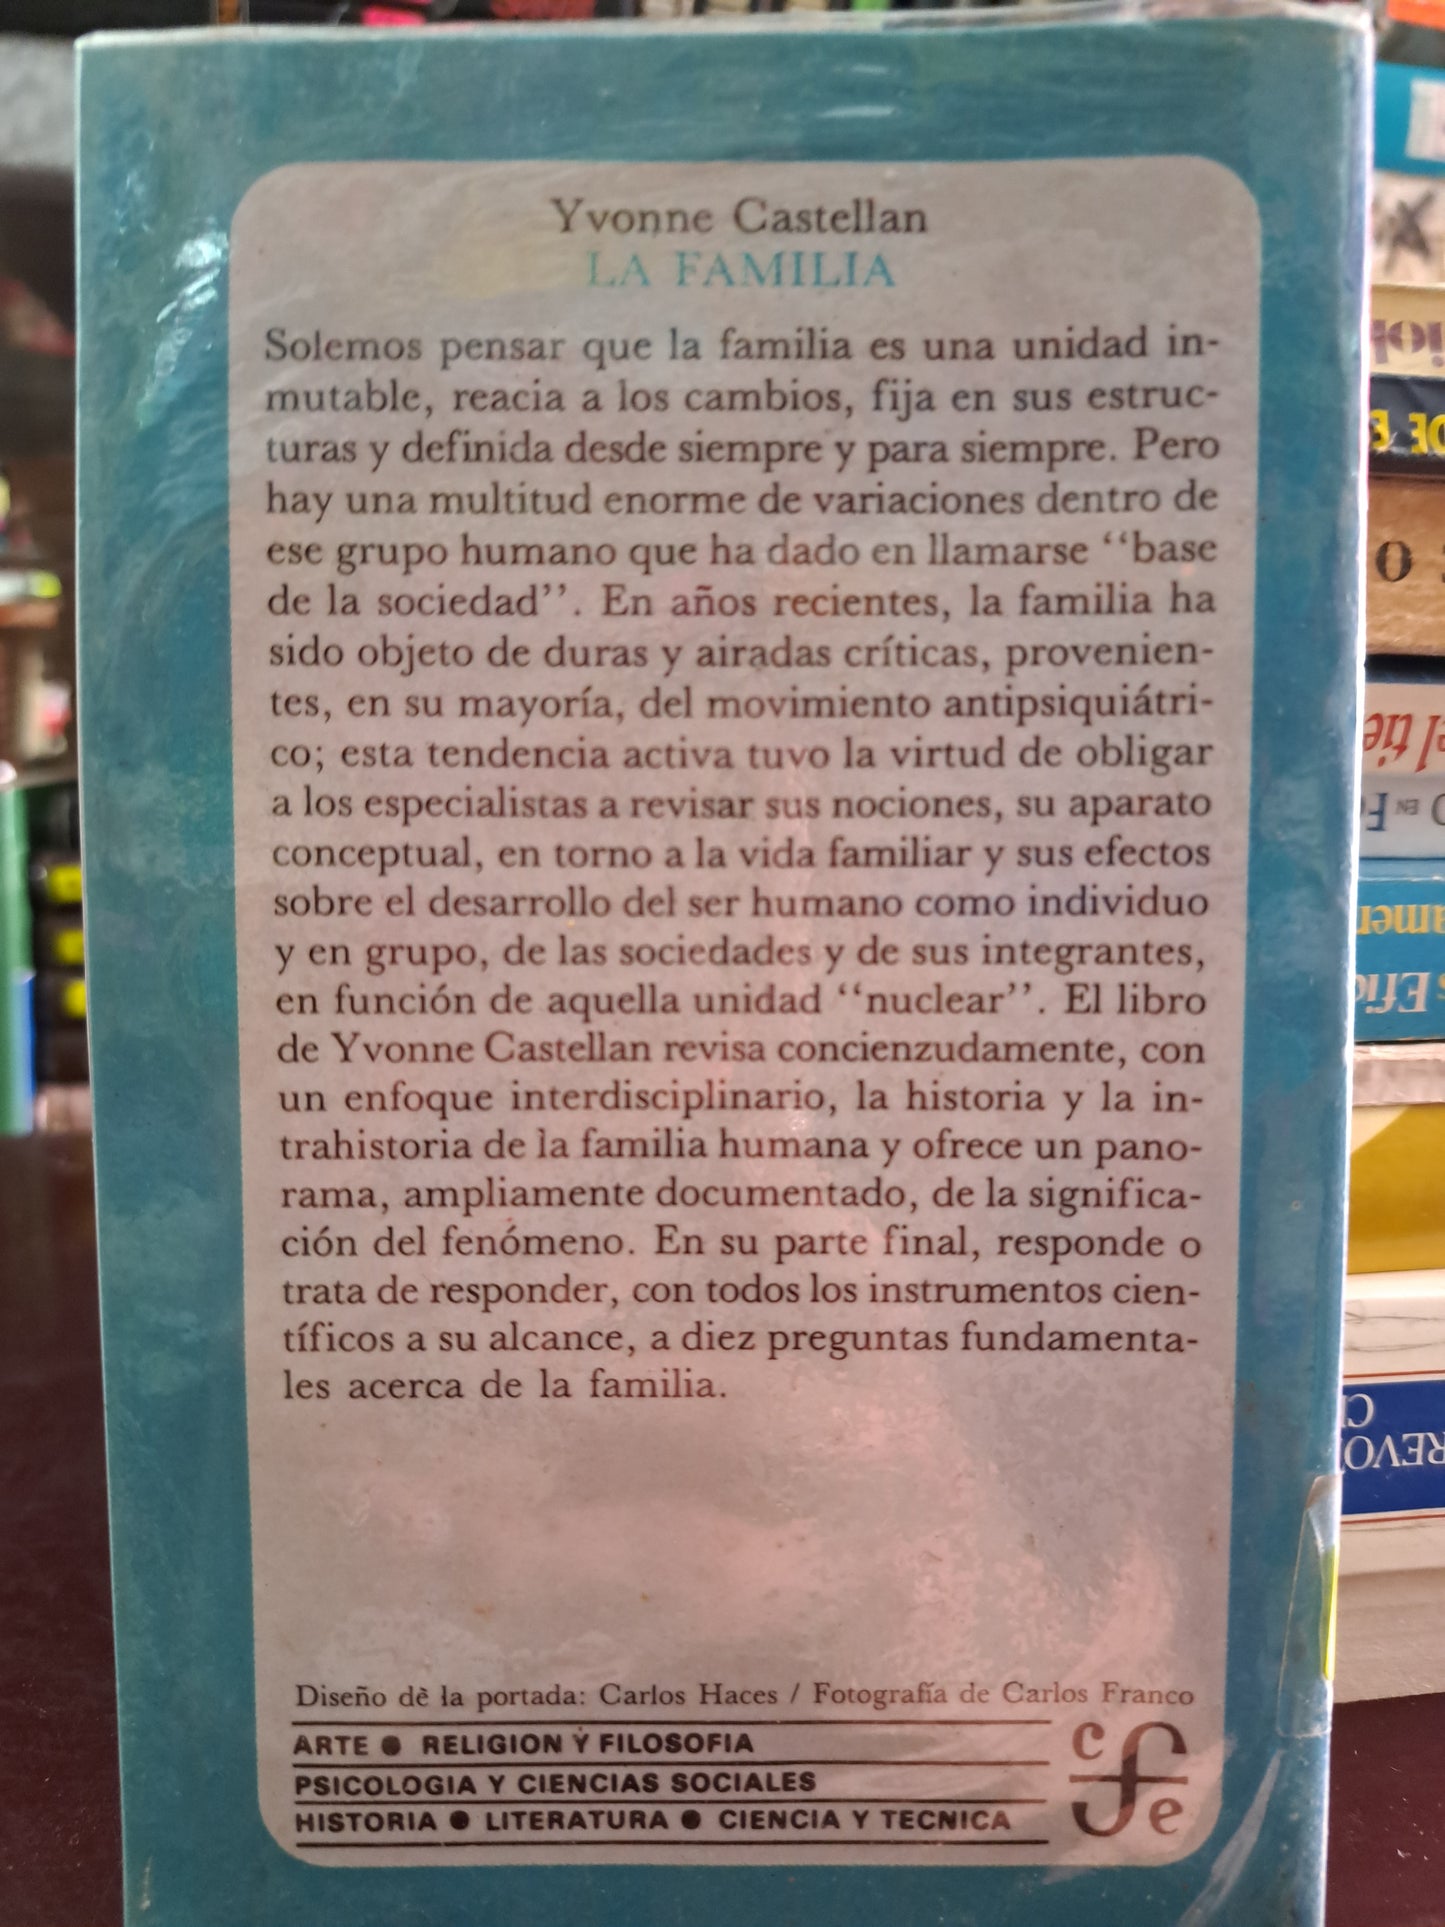 Yvonne Castellan
LA FAMILIA
Solemos pensar que la familia es una unidad in-
mutable, reacia a los cambios, fija en sus estruc-
turas y definida desde siempre y para siempre. Pero
hay una multitud enorme de variaciones dentro de
ese grupo humano que ha dado en llamarse “base
de la sociedad”. En años recientes, la familia ha
sido objeto de duras y airadas críticas, provenien-
tes, en su mayoría, del movimiento antipsiquiátri-
co; esta tendencia activa tuvo la virtud de obligar
a los especialistas a revisar sus nociones, su aparato
conceptual, en torno a la vida familiar y sus efectos
sobre el desarrollo del ser humano como individuo
y en grupo, de las sociedades y de sus integrantes,
en función de aquella unidad “nuclear”. El libro
de Yvonne Castellan revisa concienzudamente, con
un enfoque interdisciplinario, la historia y la in-
trahistoria de la familia humana y ofrece un pano-
rama, ampliamente documentado, de la significa-
ción del fenómeno. En su parte final, responde o
trata de responder, con todos los instrumentos cien-
tíficos a su alcance, a diez preguntas fundamenta-
les acerca de la familia.
Diseño de la portada: Carlos Haces / Fotografía de Carlos Franco
ARTE ● RELIGION Y FILOSOFIA
PSICOLOGIA Y CIENCIAS SOCIALES
HISTORIA ● LITERATURA ● CIENCIA Y TECNICA
cfe
DE
O
el
EN